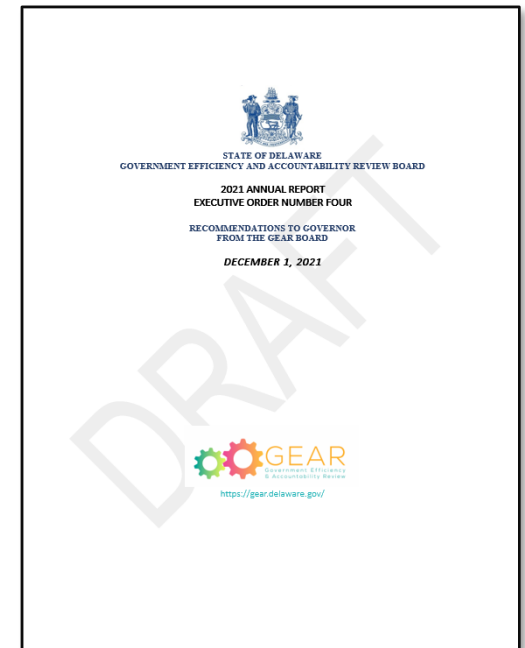 STATE OF DELAWARE
GOVERNMENT EFFICIENCY AND ACCOUNTABILITY REVIEW BOARD
2021 ANNUAL REPORT
EXECUTIVE ORDER NUMBER FOUR
RECOMMENDATIONS TO GOVERNOR
FROM THE GEAR BOARD
DECEMBER 1, 2021
DRAFT
GEAR
Government Efficiency
& Accountability Review
https://gear.delaware.gov/